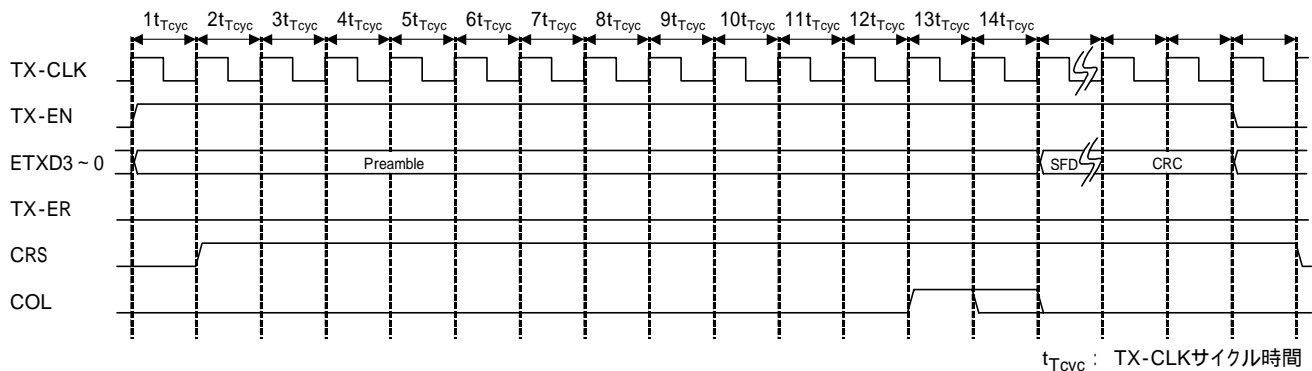 1tTcyc 2tTcyc 3tTcyc 4tTcyc 5tTcyc 6tTcyc 7tTcyc 8tTcyc 9tTcyc 10tTcyc 11tTcyc 12tTcyc 13tTcyc 14tTcyc
TX-CLK
TX-EN
ETXD3 ~ 0 Preamble SFD CRC
TX-ER
CRS
COL
tTcyc : TX-CLKサイクル時間